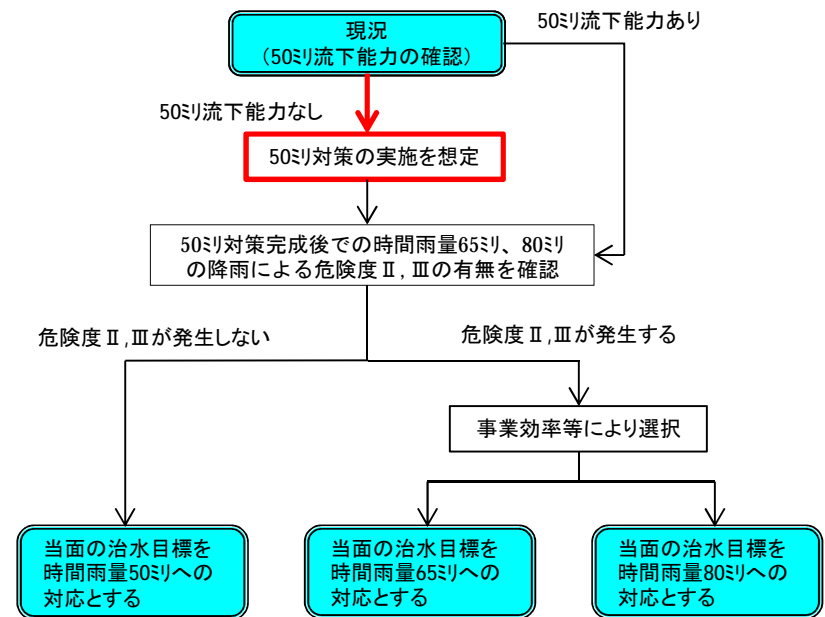 現況
（50ﾐﾘ流下能力の確認）
50ﾐﾘ流下能力あり
50ﾐﾘ流下能力なし
50ﾐﾘ対策の実施を想定
50ﾐﾘ対策完成後での時間雨量65ﾐﾘ、80ﾐﾘ
の降雨による危険度Ⅱ,Ⅲの有無を確認
危険度Ⅱ,Ⅲが発生しない
危険度Ⅱ,Ⅲが発生する
事業効率等により選択
当面の治水目標を
時間雨量50ﾐﾘへの
対応とする
当面の治水目標を
時間雨量65ﾐﾘへの
対応とする
当面の治水目標を
時間雨量80ﾐﾘへの
対応とする